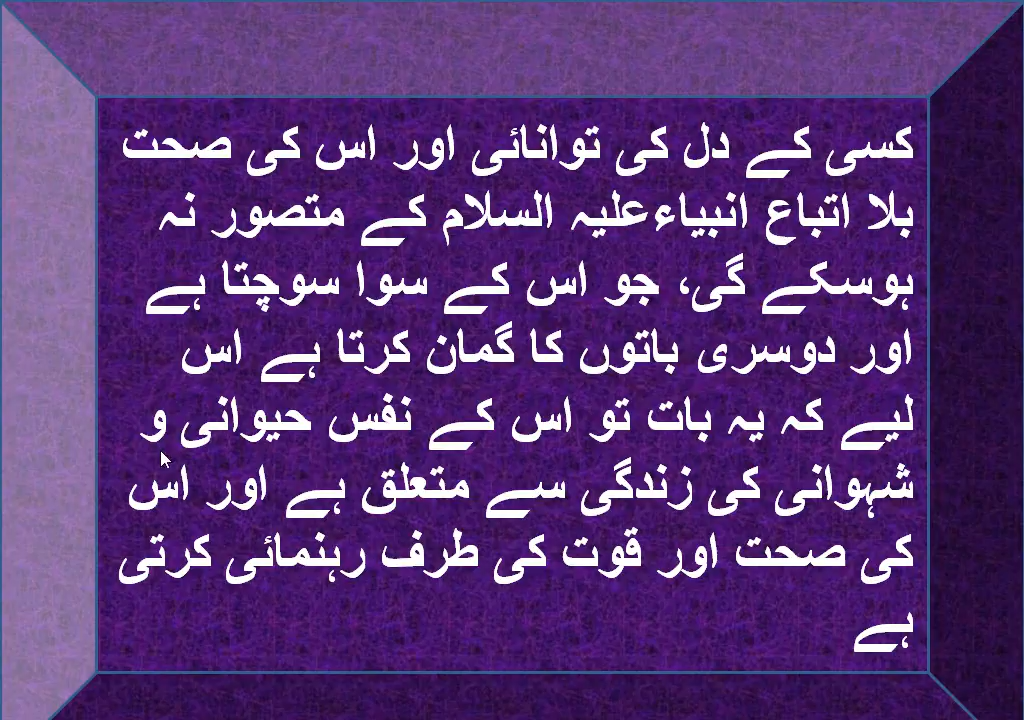 کسی کے دل کی توانائی اور اس کی صحت
بلا اتباع انبیاءعلیہ السلام کے متصور نہ
ہوسکے گی، جو اس کے سوا سوچتا ہے
اور دوسری باتوں کا گمان کرتا ہے اس
لیے کہ یہ بات تو اس کے نفس حیوانی و
شہوانی کی زندگی سے متعلق ہے اور اس
کی صحت اور قوت کی طرف رہنمائی کرتی
ہے